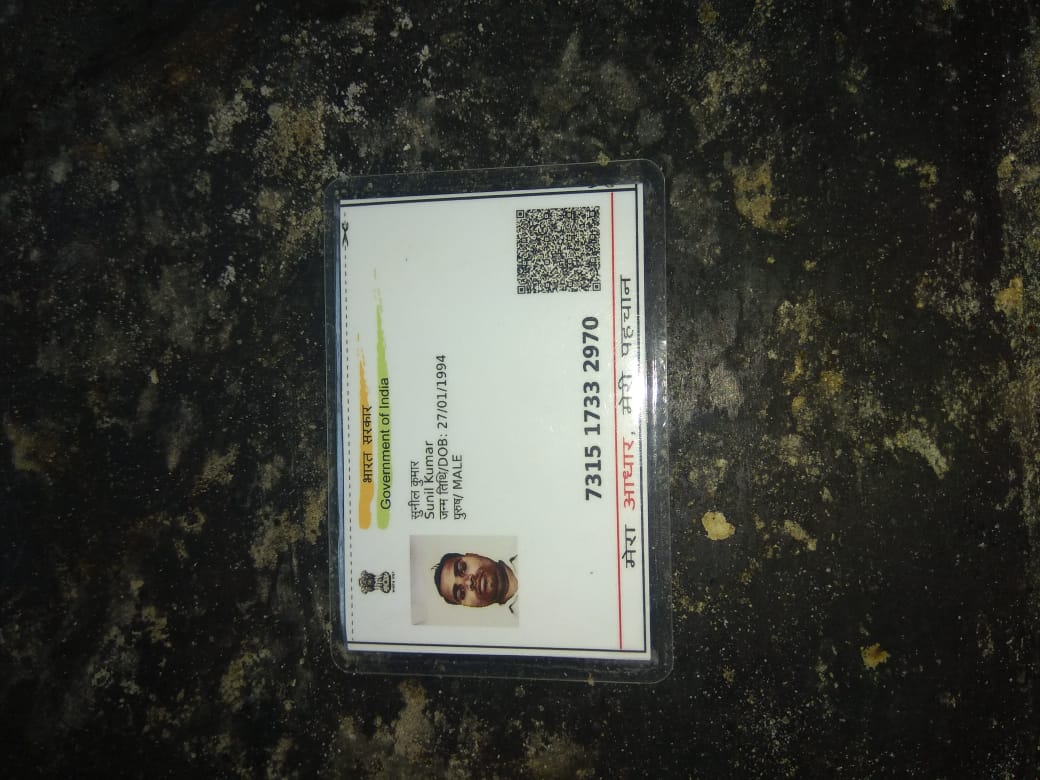 भारत सरकार
Government of India
सुनील कुमार
Sunil Kumar
जन्म तिथि/DOB: 27/01/1994
पुरुष/ MALE
7315 1733 2970
मेरा आधार, मेरी पहचान